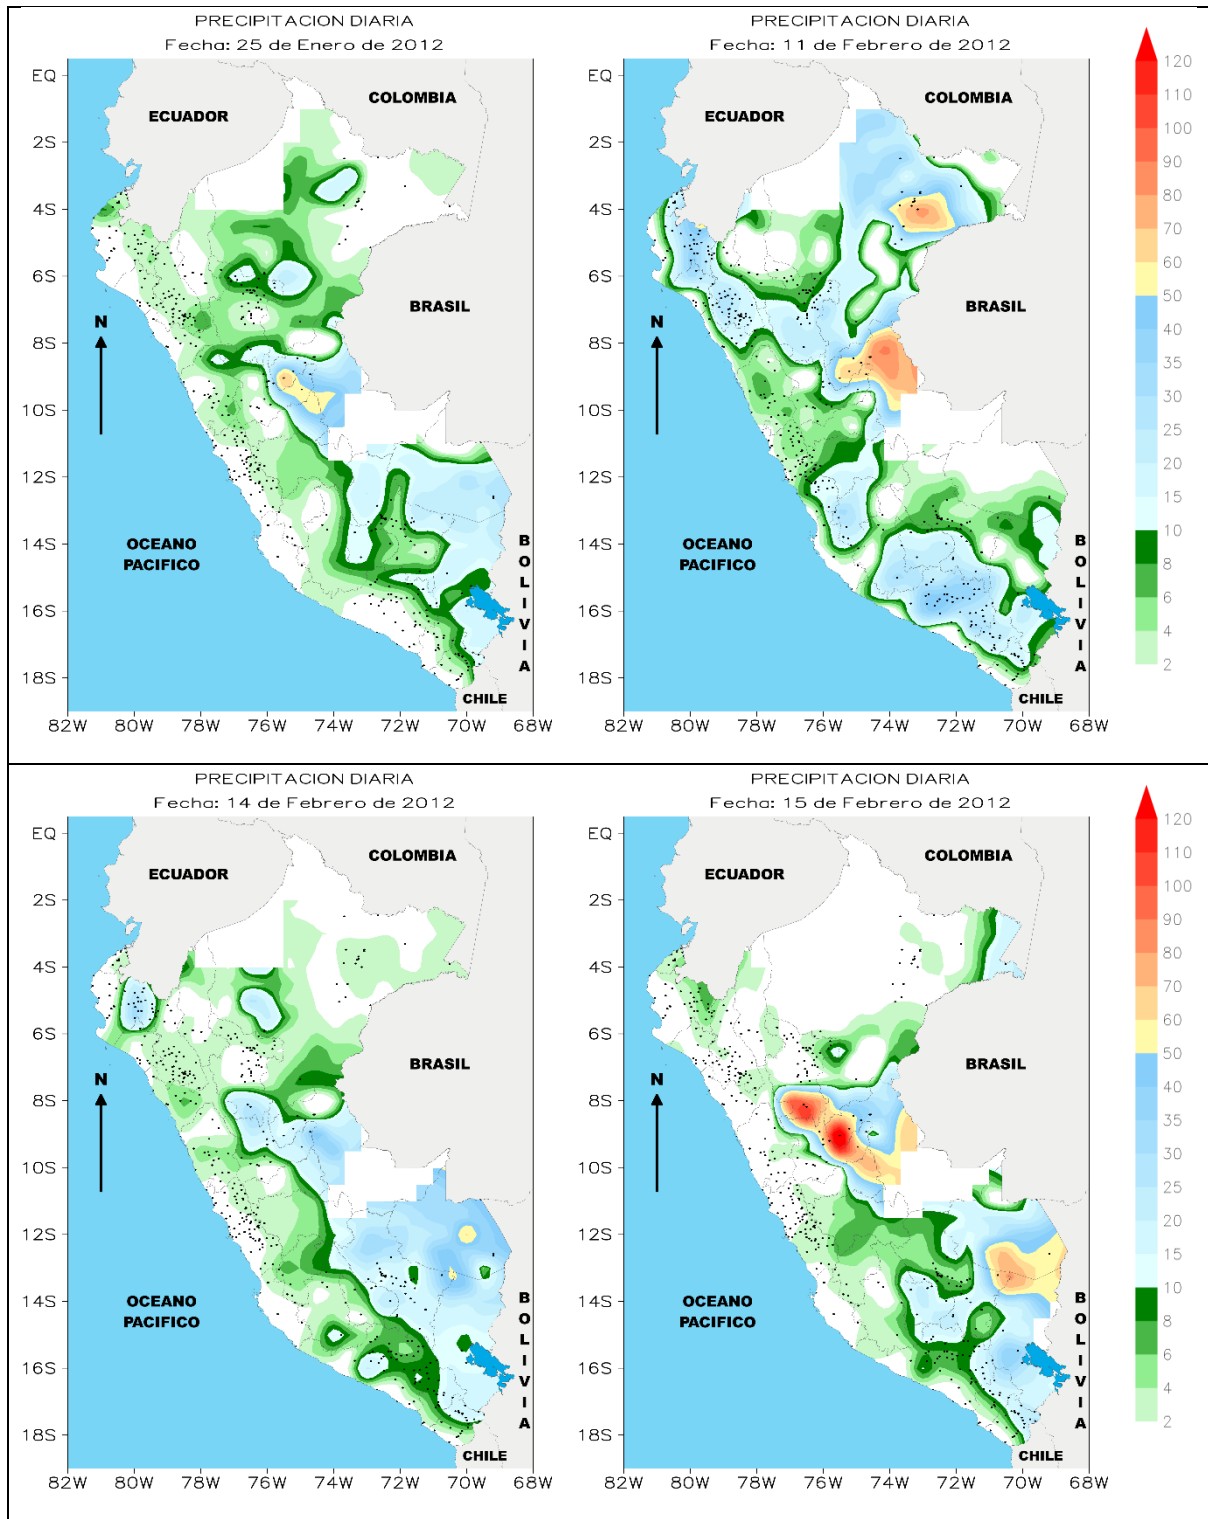 PRECIPITACION DIARIA
Fecha: 25 de Enero de 2012
EQ
2S
4S
6S
8S
10S
12S
14S
16S
18S
82W
80W
78W
76W
74W
72W
70W
68W
COLOMBIA
ECUADOR
BRASIL
N
OCEANO
PACIFICO
B
O
L
I
V
I
A
CHILE
PRECIPITACION DIARIA
Fecha: 11 de Febrero de 2012
EQ
2S
4S
6S
8S
10S
12S
14S
16S
18S
82W
80W
78W
76W
74W
72W
70W
68W
COLOMBIA
ECUADOR
BRASIL
N
OCEANO
PACIFICO
B
O
L
I
V
I
A
CHILE
120
110
100
90
80
70
60
50
40
35
30
25
20
15
10
8
6
4
2
PRECIPITACION DIARIA
Fecha: 14 de Febrero de 2012
EQ
2S
4S
6S
8S
10S
12S
14S
16S
18S
82W
80W
78W
76W
74W
72W
70W
68W
COLOMBIA
ECUADOR
BRASIL
N
OCEANO
PACIFICO
B
O
L
I
V
I
A
CHILE
PRECIPITACION DIARIA
Fecha: 15 de Febrero de 2012
EQ
2S
4S
6S
8S
10S
12S
14S
16S
18S
82W
80W
78W
76W
74W
72W
70W
68W
COLOMBIA
ECUADOR
BRASIL
N
OCEANO
PACIFICO
B
O
L
I
V
I
A
CHILE
120
110
100
90
80
70
60
50
40
35
30
25
20
15
10
8
6
4
2